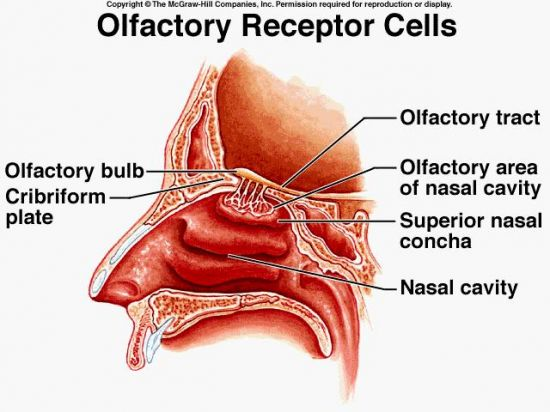 Copyright © The McGraw-Hill Companies, Inc. Permission required for reproduction or display.
Olfactory Receptor Cells
Olfactory tract
Olfactory bulb
Cribriform
plate
Olfactory area
of nasal cavity
Superior nasal
concha
Nasal cavity